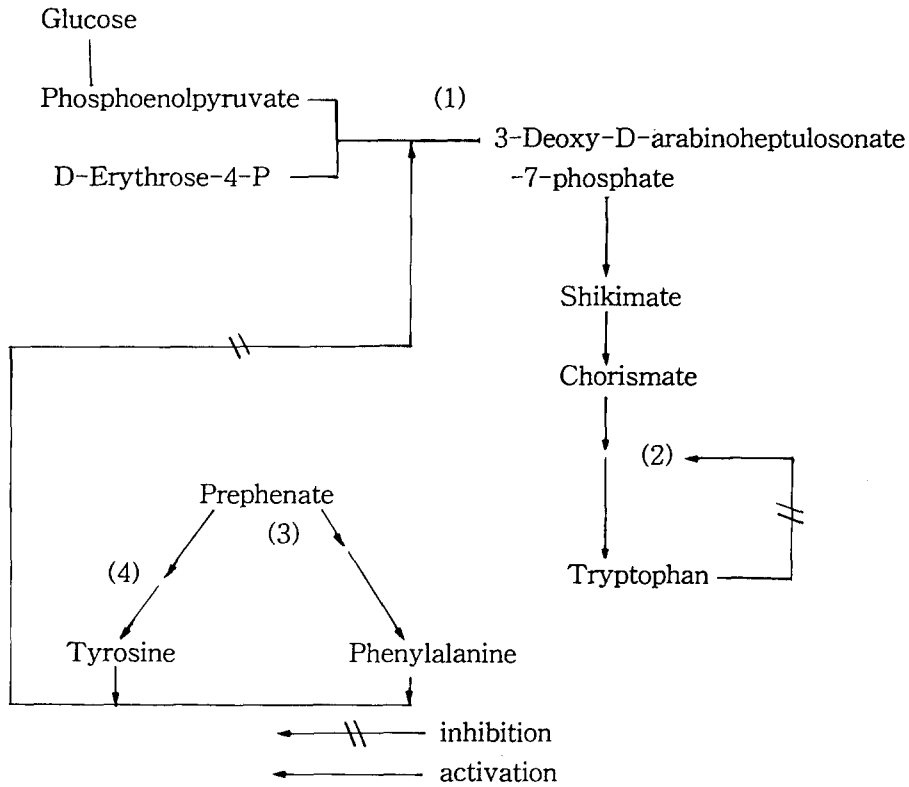 Glucose
Phosphoenolpyruvate
(1)
3-Deoxy-D-arabinoheptulosonate
D-Erythrose-4-P
-7-phosphate
Shikimate
Chorismate
(2)
Prephenate
(3)
(4)
Tryptophan
Tyrosine
Phenylalanine
inhibition
activation